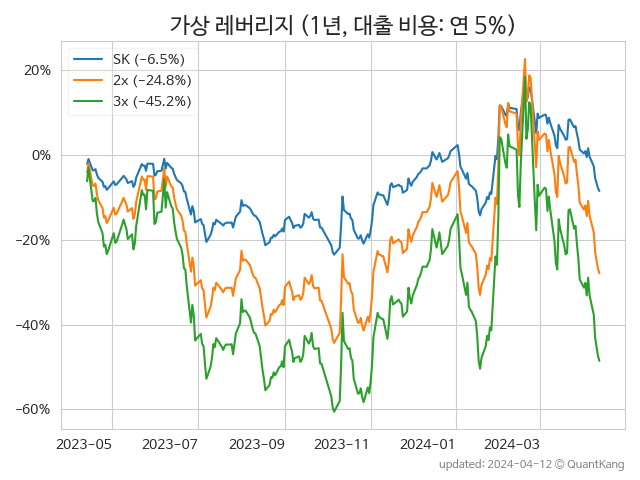 가상 레버리지 (1년, 대출 비용: 연 5%)
SK (−6.5%)
2x (−24.8%)
3x (−45.2%)
20%
0%
−20%
−40%
−60%
2023-05 2023-07 2023-09 2023-11 2024-01 2024-03
updated: 2024-04-12 © QuantKang